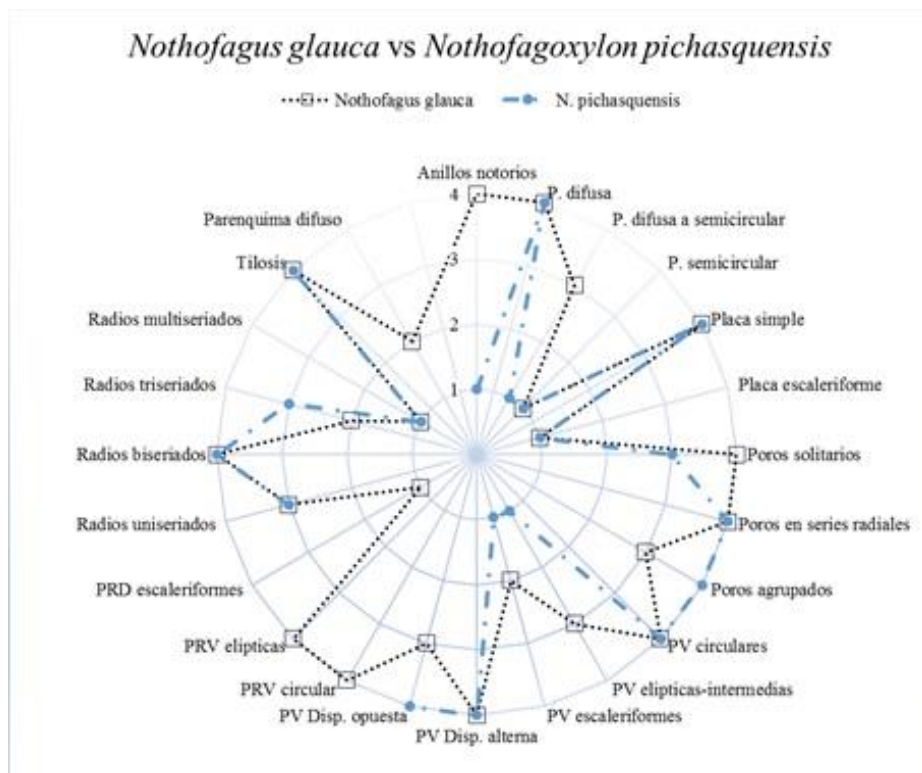 Nothofagus glauca vs Nothofagoxylon pichasquensis
Nothofagus glauca
N. pichasquensis
Anillos notorios
P. difusa
P. difusa a semicircular
P. semicircular
Placa simple
Placa escaleriforme
Poros solitarios
Poros en series radiales
Poros agrupados
PV circulares
PV elipticas-intermedias
PV escaleriformes
PV Disp. alterna
PV Disp. opuesta
PRV circular
PRV elipticas
PRD escaleriformes
Radios uniseriados
Radios biseriados
Radios triseriados
Radios multiseriados
Tilosis
Parenquima difuso
4
3
2
1